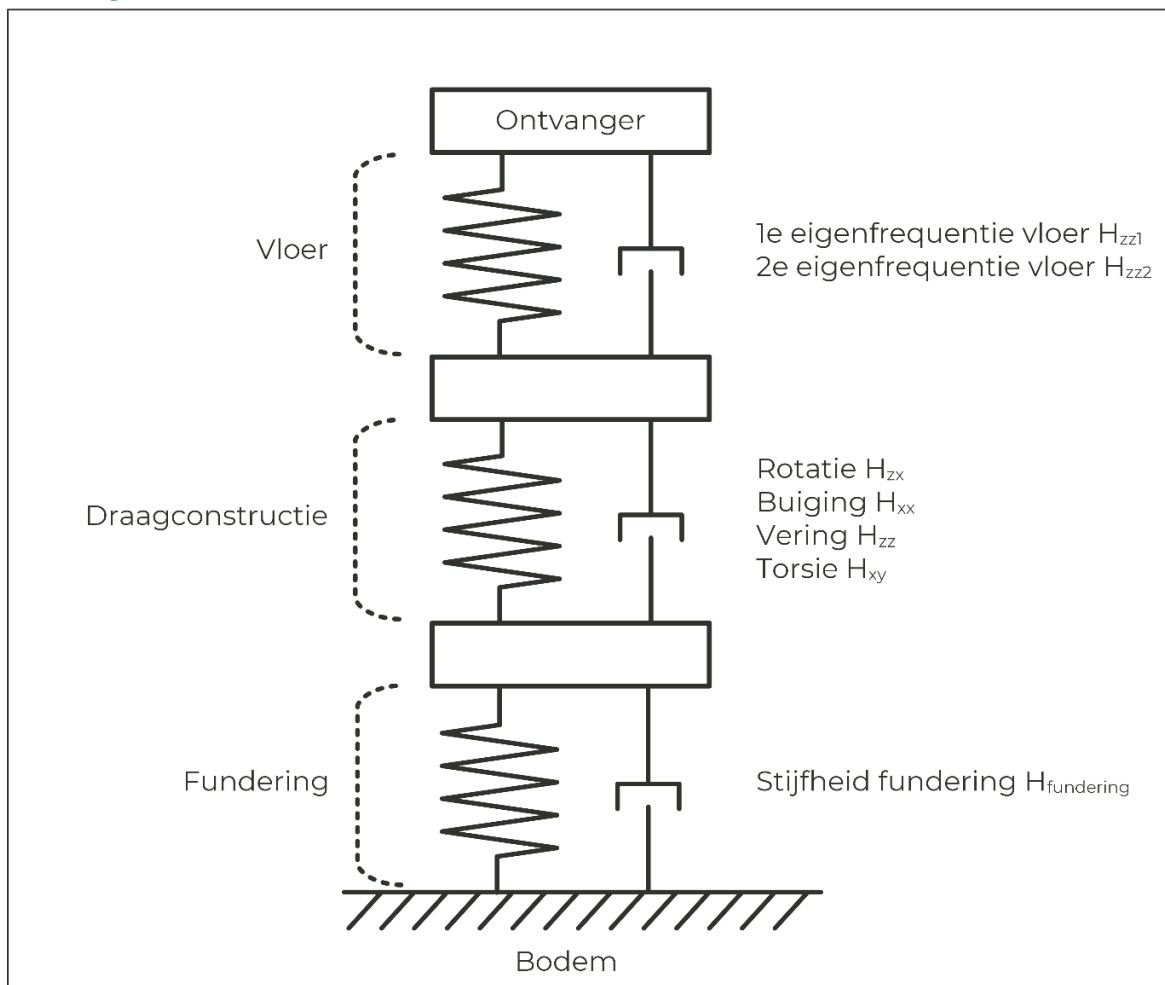 Ontvanger
Vloer
1e eigenfrequentie vloer Hzz1
2e eigenfrequentie vloer Hzz2
Draagconstructie
Rotatie Hzx
Buiging Hxx
Vering Hzz
Torsie Hxy
Fundering
Stijfheid fundering Hfundering
Bodem